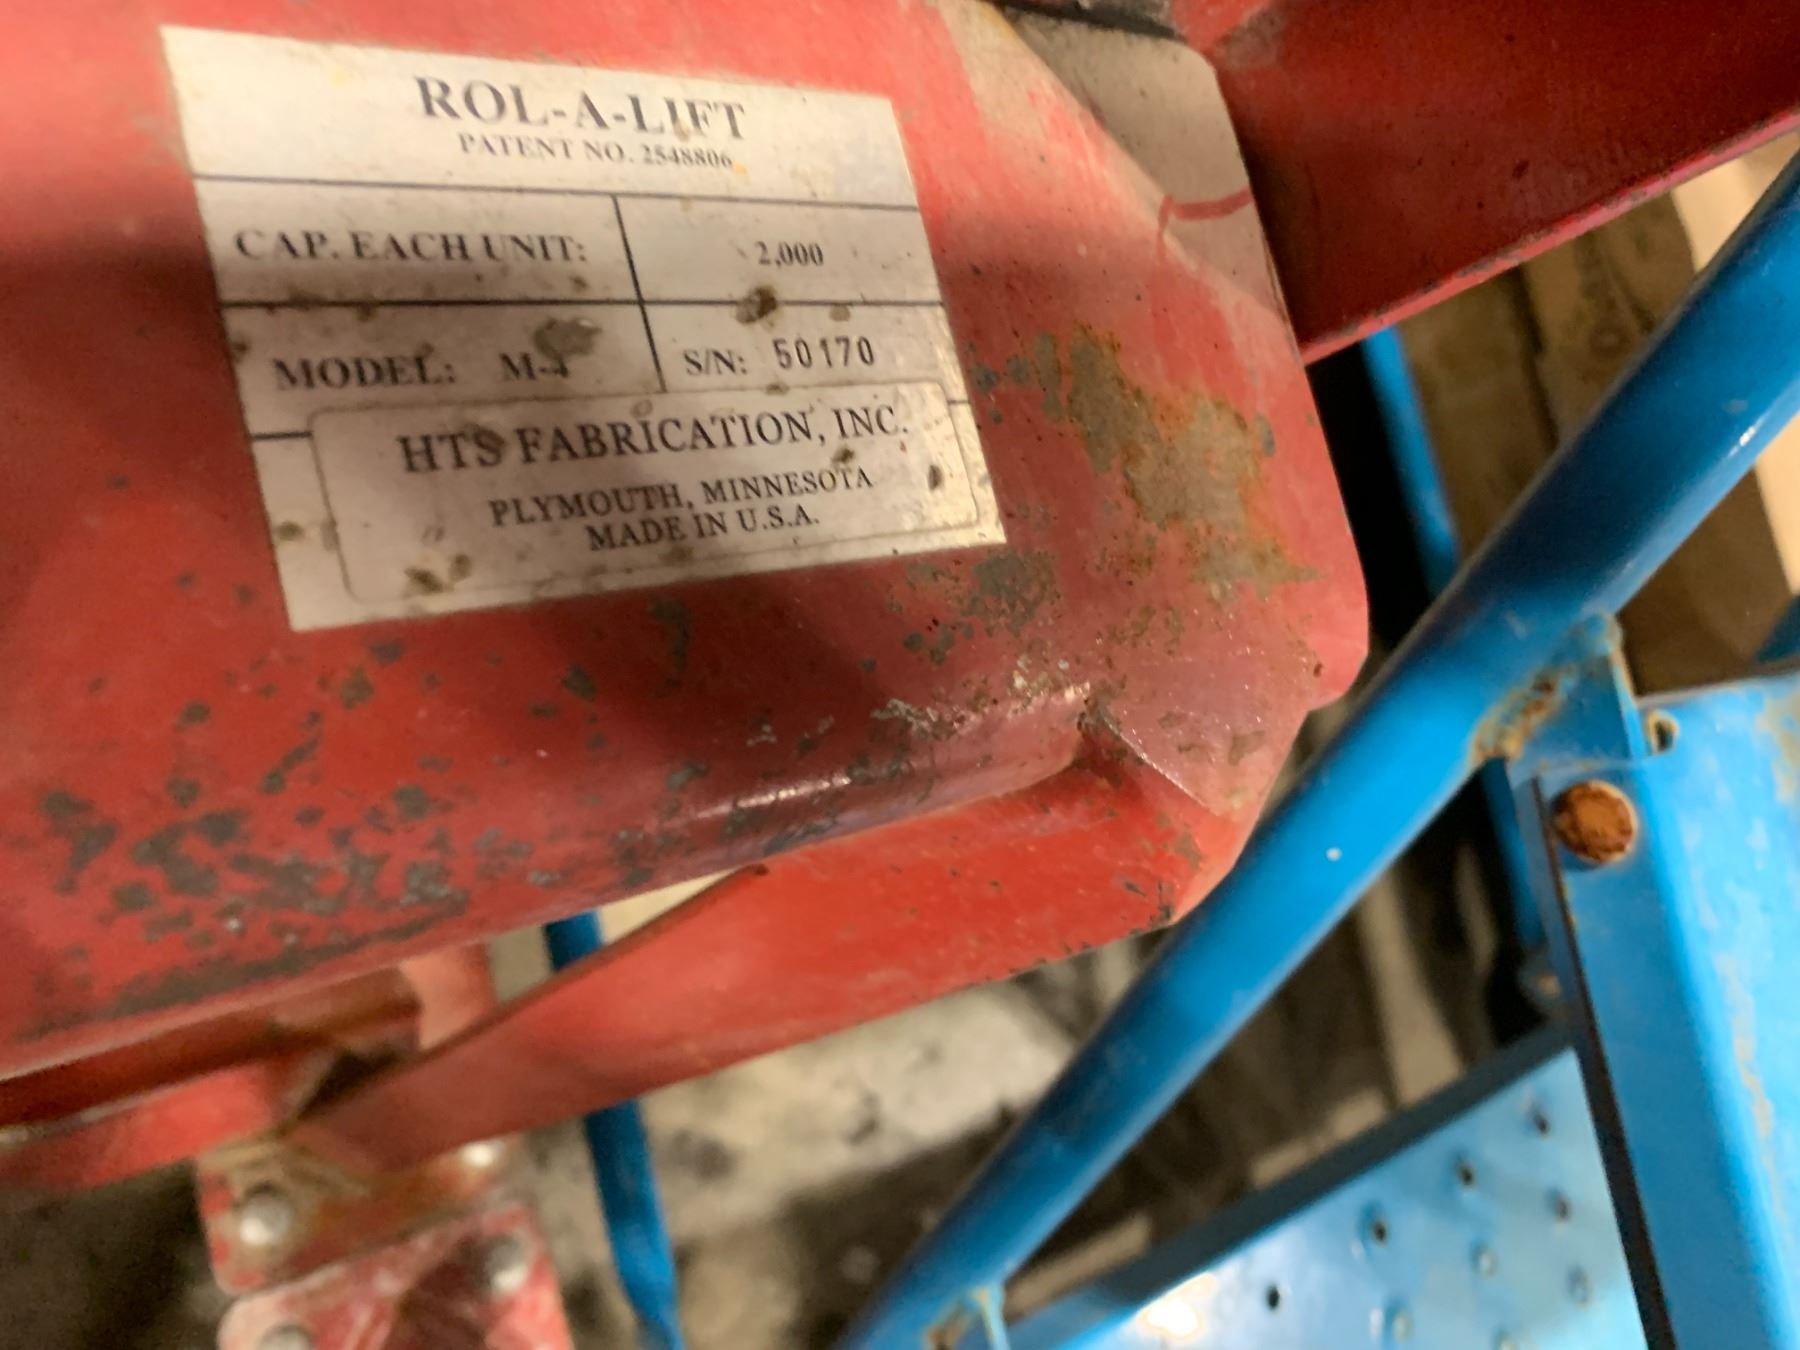 ROL-A-LIFT
PATENT NO. 2548806
CAP. EACH UNIT: 2,000
MODEL: M-4 S/N: 50170
HTS FABRICATION, INC.
PLYMOUTH, MINNESOTA
MADE IN U.S.A.